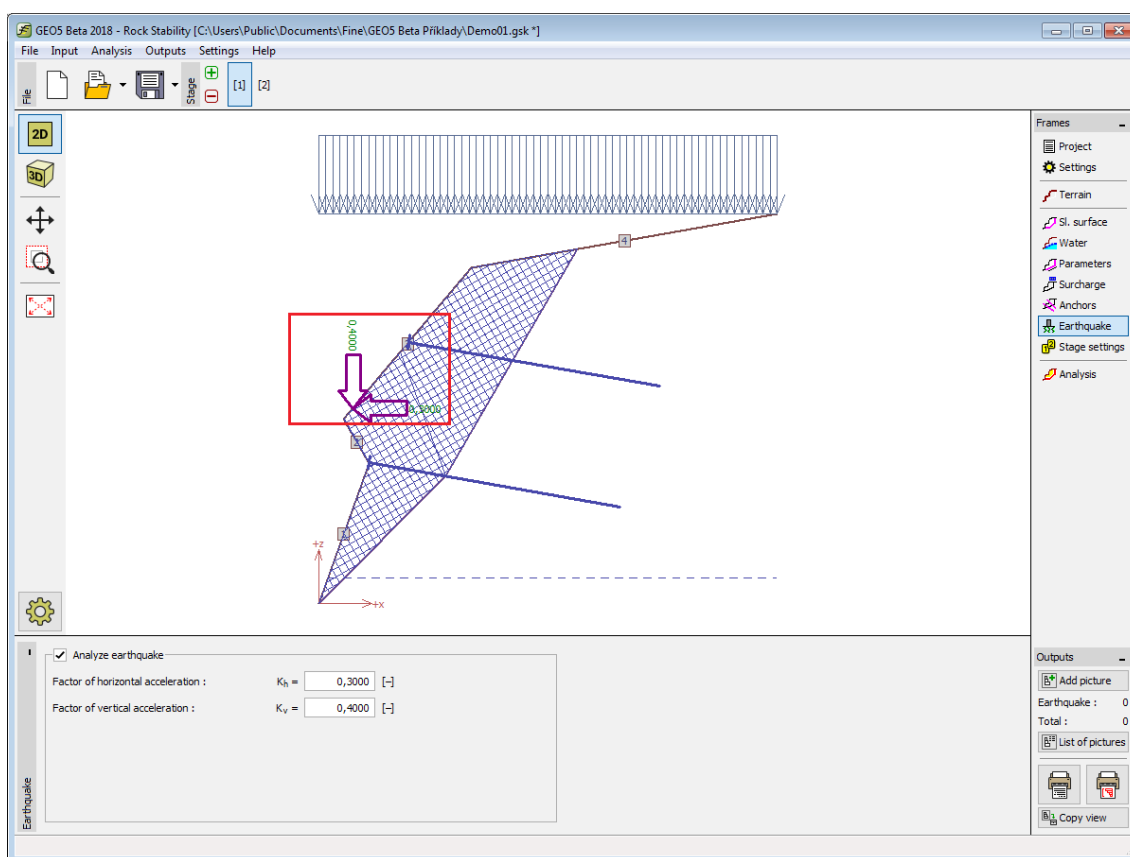 GEO5 Beta 2018 - Rock Stability [C:\Users\Public\Documents\Fine\GEO5 Beta Příklady\Demo01.gsk *]
File Input Analysis Outputs Settings Help
File
Stage
[1] [2]
2D
3D
4
0,4000
3
0,3000
2
1
+z
+x
Frames
Project
Settings
Terrain
Sl. surface
Water
Parameters
Surcharge
Anchors
Earthquake
Stage settings
Analysis
Earthquake
Analyze earthquake
Factor of horizontal acceleration : Kh = 0,3000 [–]
Factor of vertical acceleration : Kv = 0,4000 [–]
Outputs
Add picture
Earthquake : 0
Total : 0
List of pictures
Copy view